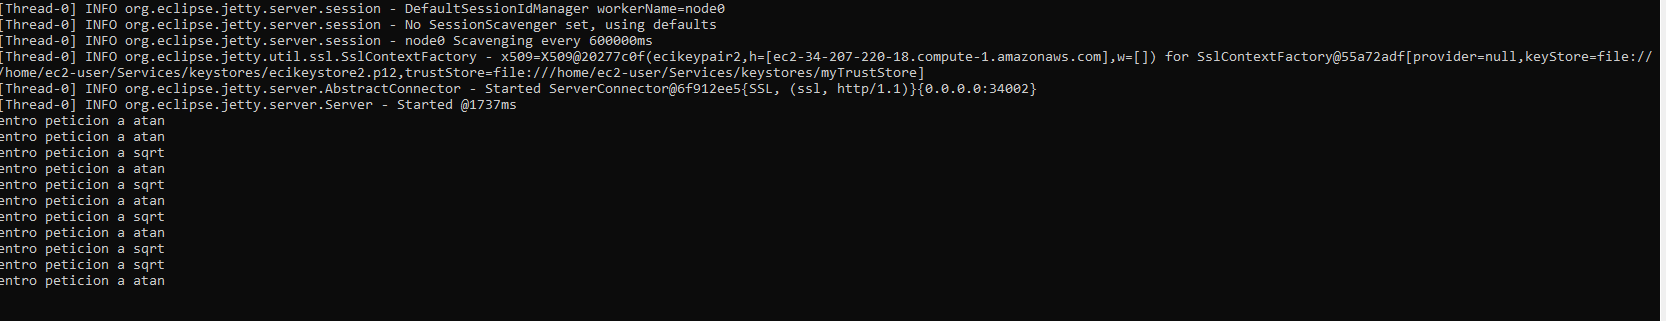 [Thread-0] INFO org.eclipse.jetty.server.session - DefaultSessionIdManager workerName=node0
[Thread-0] INFO org.eclipse.jetty.server.session - No SessionScavenger set, using defaults
[Thread-0] INFO org.eclipse.jetty.server.session - node0 Scavenging every 600000ms
[Thread-0] INFO org.eclipse.jetty.util.ssl.SslContextFactory - x509=X509@20277c0f(ecikeypair2,h=[ec2-34-207-220-18.compute-1.amazonaws.com],w=[]) for SslContextFactory@55a72adf[provider=null,keyStore=file://
/home/ec2-user/Services/keystores/ecikeystore2.p12,trustStore=file:///home/ec2-user/Services/keystores/myTrustStore]
[Thread-0] INFO org.eclipse.jetty.server.AbstractConnector - Started ServerConnector@6f912ee5{SSL, (ssl, http/1.1)}{0.0.0.0:34002}
[Thread-0] INFO org.eclipse.jetty.server.Server - Started @1737ms
entro peticion a atan
entro peticion a atan
entro peticion a sqrt
entro peticion a atan
entro peticion a sqrt
entro peticion a atan
entro peticion a sqrt
entro peticion a atan
entro peticion a sqrt
entro peticion a sqrt
entro peticion a atan